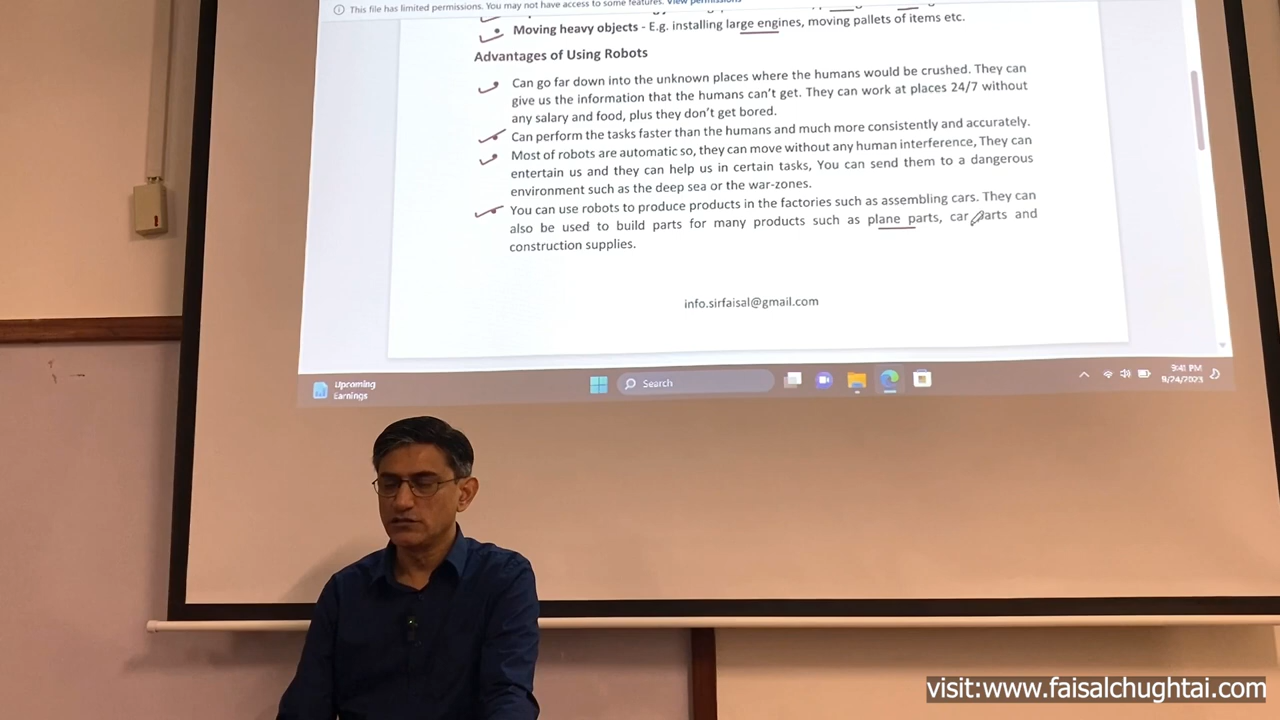 This file has limited permissions. You may not have access to some features. View permissions
Moving heavy objects - E.g. installing large engines, moving pallets of items etc.
Advantages of Using Robots
Can go far down into the unknown places where the humans would be crushed. They can
give us the information that the humans can't get. They can work at places 24/7 without
any salary and food, plus they don't get bored.
Can perform the tasks faster than the humans and much more consistently and accurately.
Most of robots are automatic so, they can move without any human interference, They can
entertain us and they can help us in certain tasks, You can send them to a dangerous
environment such as the deep sea or the war-zones.
You can use robots to produce products in the factories such as assembling cars. They can
also be used to build parts for many products such as plane parts, car parts and
construction supplies.
info.sirfaisal@gmail.com
Upcoming
Earnings
Search
9:41 PM
8/24/2023
visit:www.faisalchughtai.com